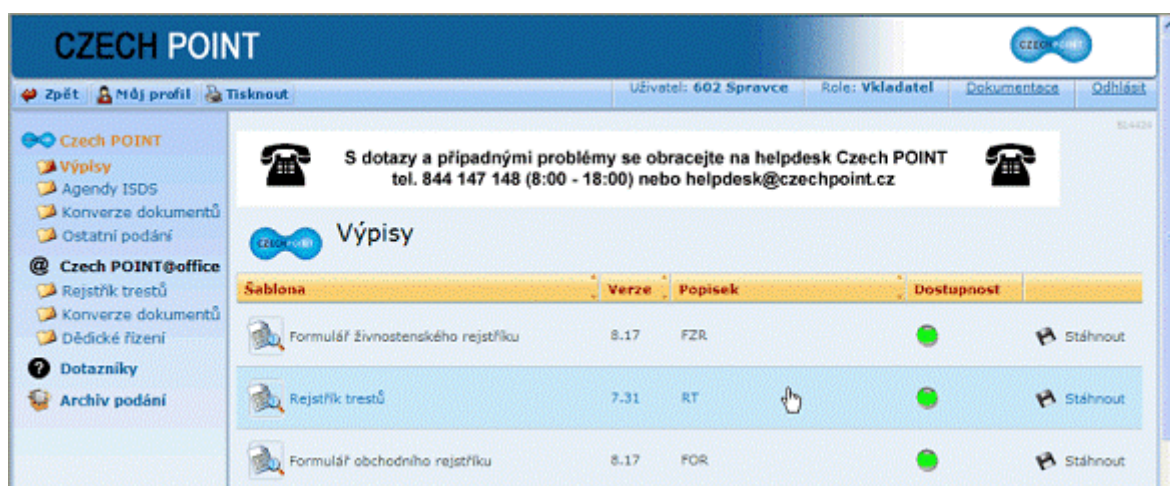 CZECH POINT
Zpět Můj profil Tisknout Uživatel: 602 Spravce Role: Vkladatel Dokumentace Odhlásit
Czech POINT
Výpisy
Agendy ISDS
Konverze dokumentů
Ostatní podání
@ Czech POINT@office
Rejstřík trestů
Konverze dokumentů
Dědické řízení
Dotazníky
Archiv podání
S dotazy a případnými problémy se obracejte na helpdesk Czech POINT
tel. 844 147 148 (8:00 - 18:00) nebo helpdesk@czechpoint.cz
Výpisy
Šablona Verze Popisek Dostupnost
Formulář živnostenského rejstříku 8.17 FZR Stáhnout
Rejstřík trestů 7.31 RT Stáhnout
Formulář obchodního rejstříku 8.17 FOR Stáhnout